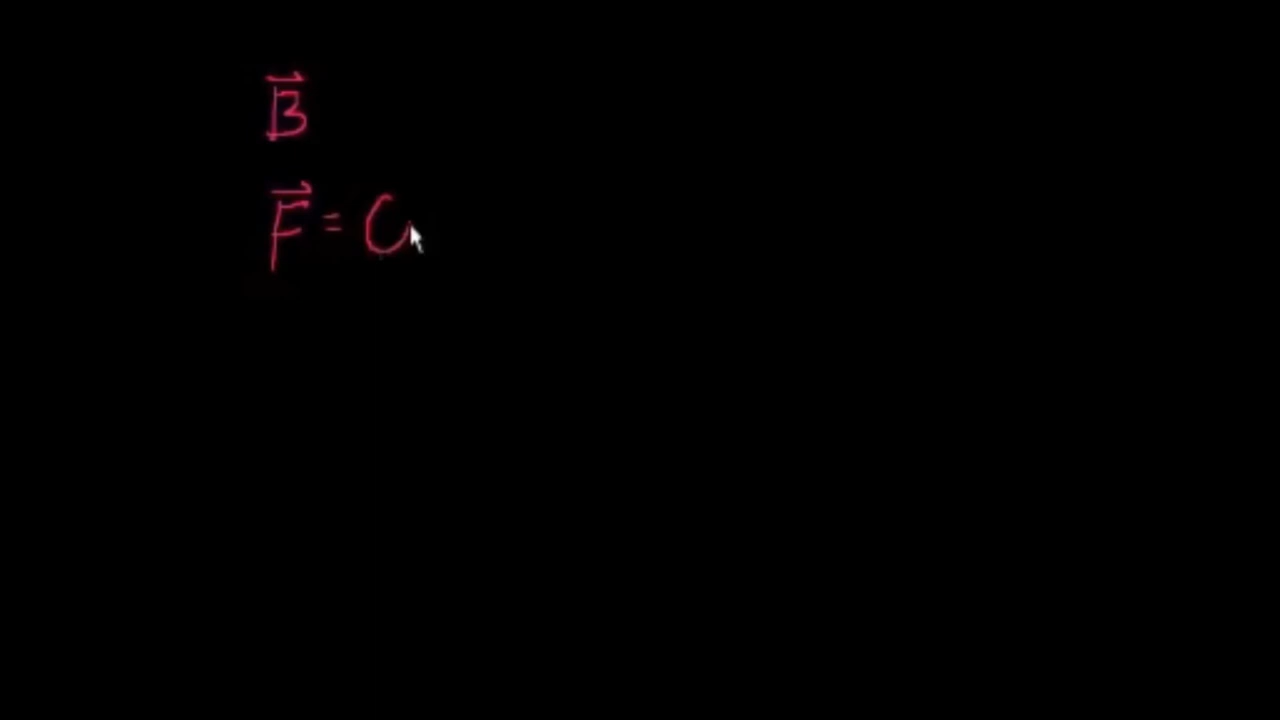 B⃗
F⃗ = C